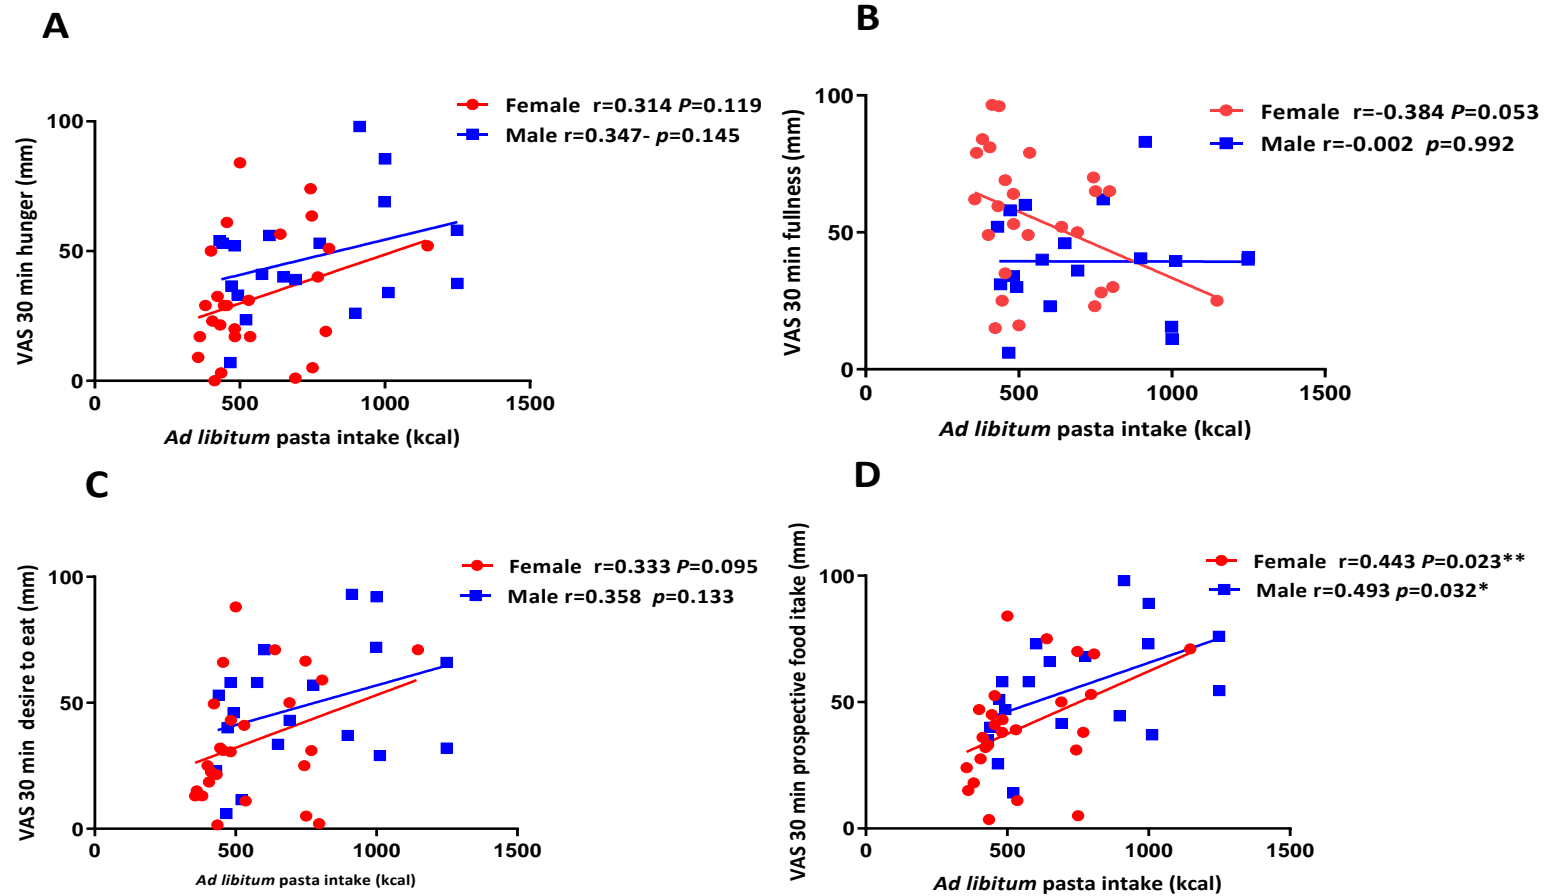 A
Female r=0.314 P=0.119
Male r=0.347- p=0.145
VAS 30 min hunger (mm)
100
50
0
0 500 1000 1500
Ad libitum pasta intake (kcal)
B
Female r=-0.384 P=0.053
Male r=-0.002 p=0.992
VAS 30 min fullness (mm)
100
50
0
0 500 1000 1500
Ad libitum pasta intake (kcal)
C
Female r=0.333 P=0.095
Male r=0.358 p=0.133
VAS 30 min desire to eat (mm)
100
50
0
0 500 1000 1500
Ad libitum pasta intake (kcal)
D
Female r=0.443 P=0.023**
Male r=0.493 p=0.032*
VAS 30 min prospective food itake (mm)
100
50
0
0 500 1000 1500
Ad libitum pasta intake (kcal)